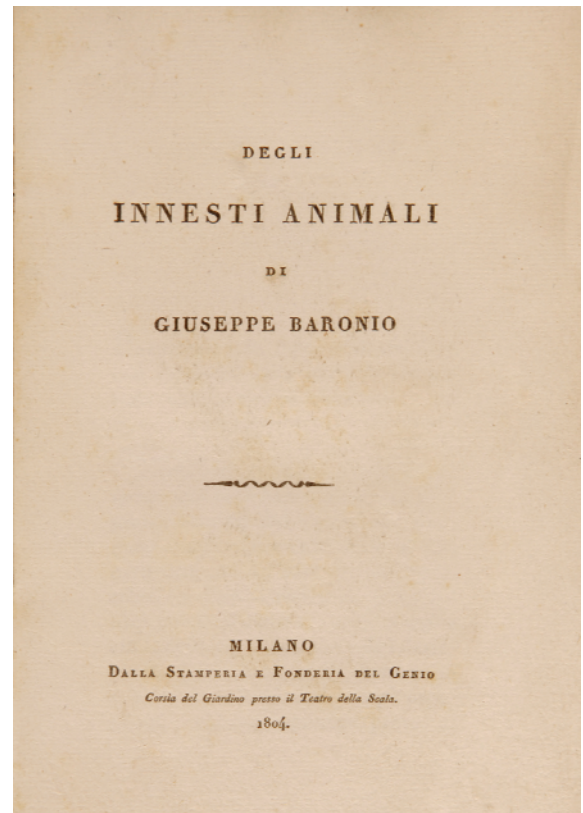 DEGLI
INNESTI ANIMALI
DI
GIUSEPPE BARONIO
MILANO
DALLA STAMPERIA E FONDERIA DEL GENIO
Corsia del Giardino presso il Teatro della Scala.
1804.